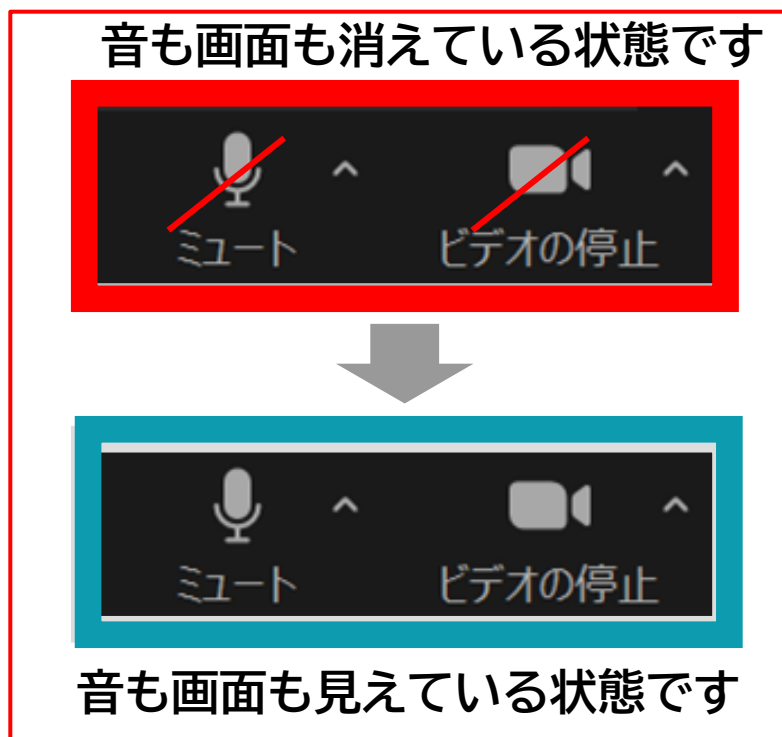 音も画面も消えている状態です
ミュート ビデオの停止
ミュート ビデオの停止
音も画面も見えている状態です